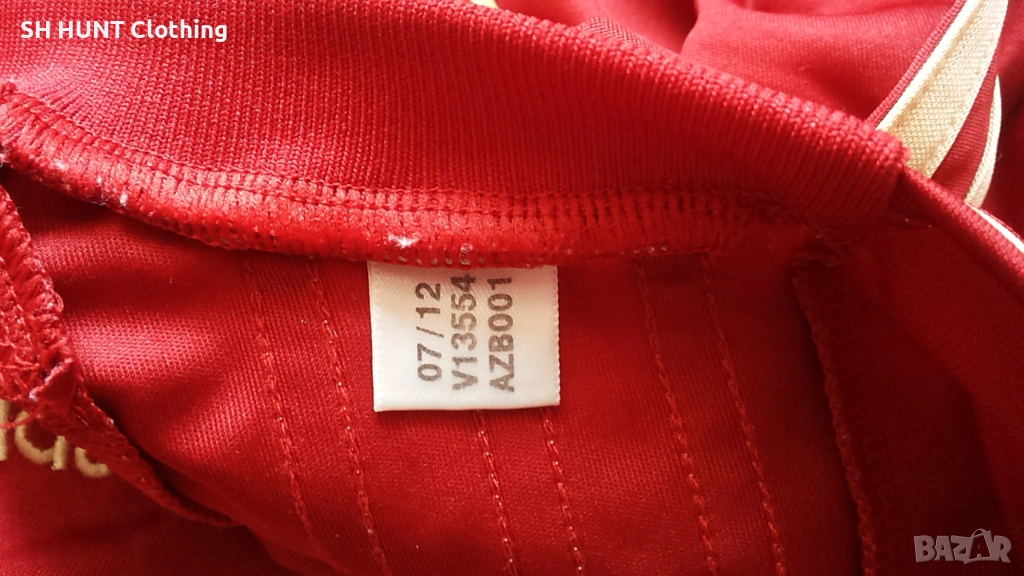 SH HUNT Clothing
07/12
V13554
AZB001
BAZAR